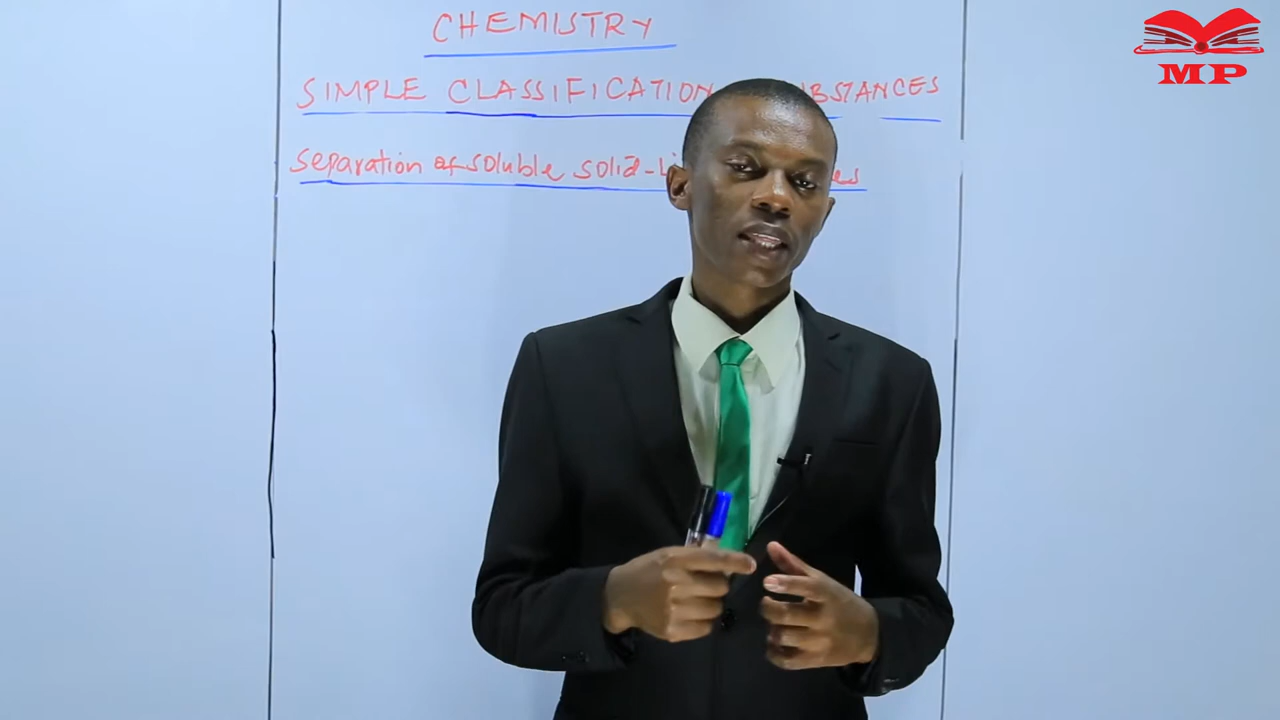 CHEMISTRY
SIMPLE CLASSIFICATION
separation of soluble solid-
MP